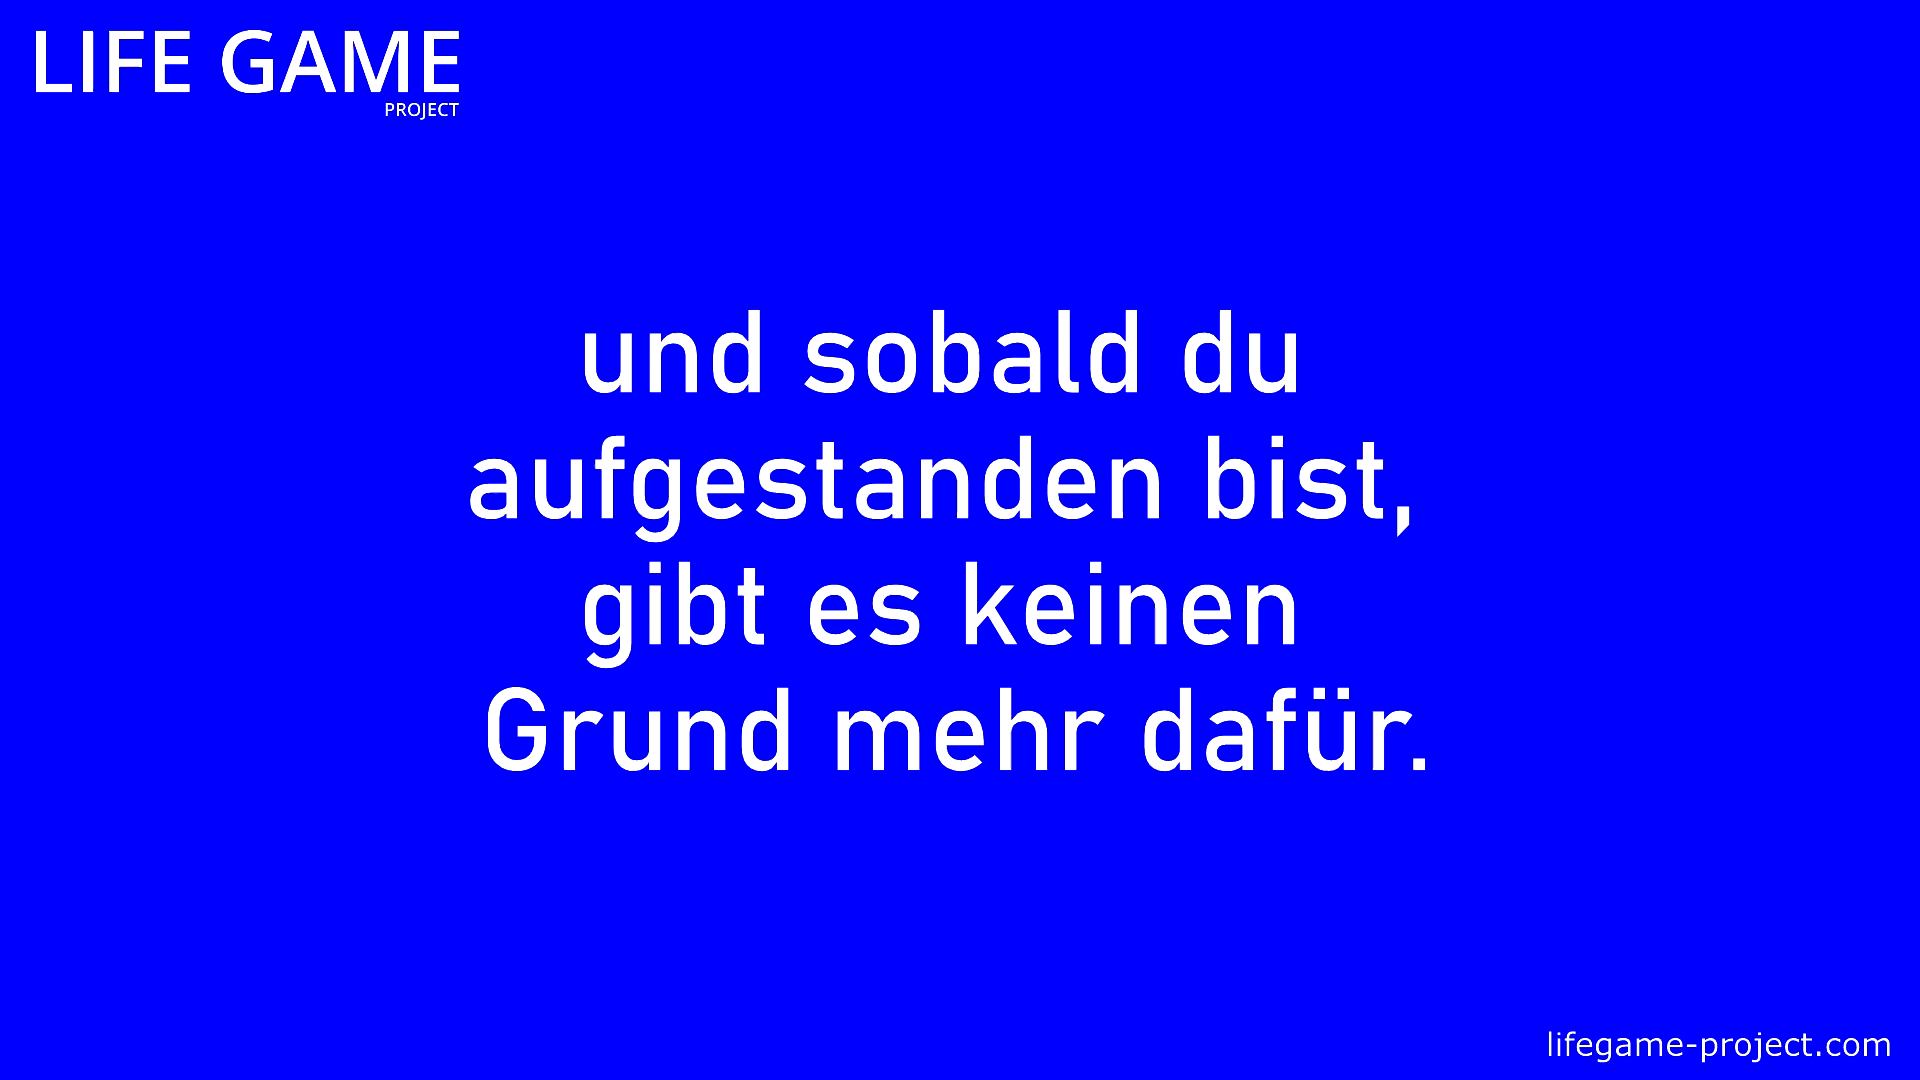 LIFE GAME
PROJECT
und sobald du
aufgestanden bist,
gibt es keinen
Grund mehr dafür.
lifegame-project.com